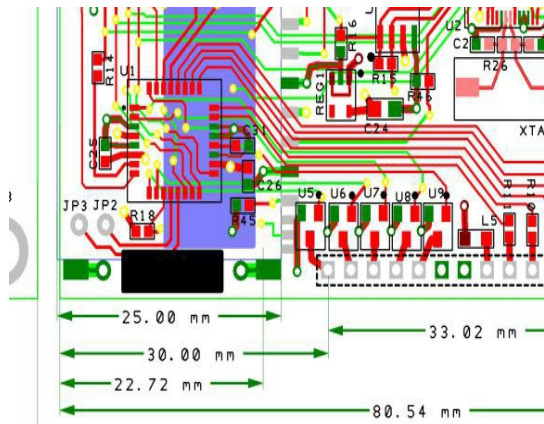 U2
R16
C2
R26
R14
U1
REG1
R15
R46
C24
XTA
C25
C31
C26
R45
JP3 JP2
R18
U5 U6 U7 U8 U9
L5
25.00 mm
33.02 mm
30.00 mm
22.72 mm
80.54 mm